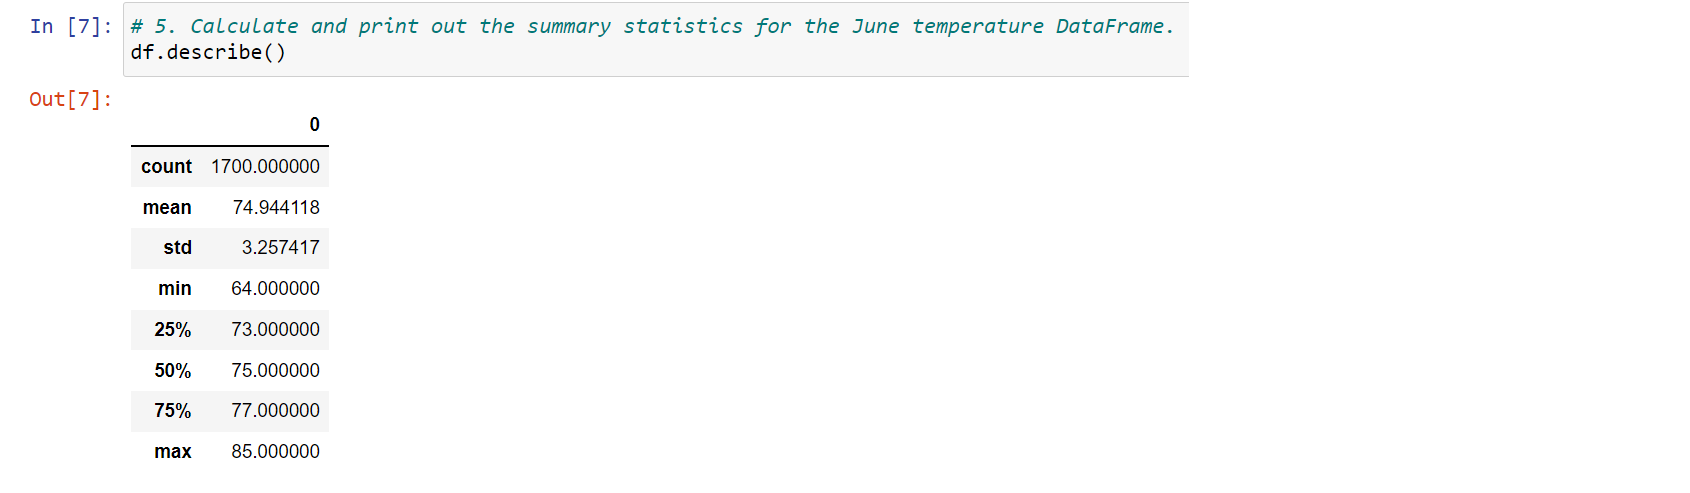 In [7]: # 5. Calculate and print out the summary statistics for the June temperature DataFrame.
df.describe()
Out[7]:
0
count 1700.000000
mean 74.944118
std 3.257417
min 64.000000
25% 73.000000
50% 75.000000
75% 77.000000
max 85.000000